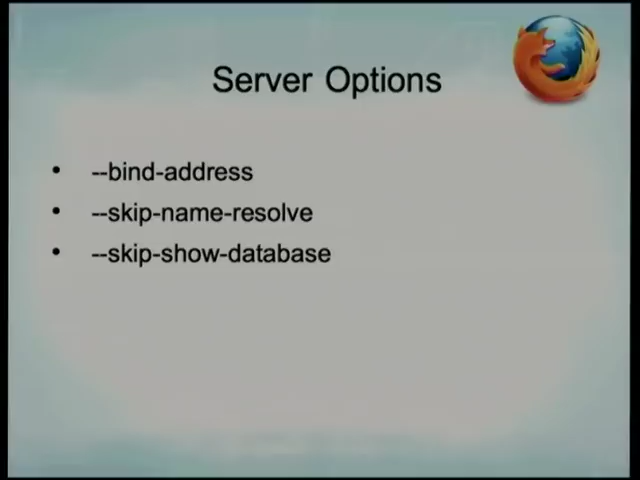 Server Options
• --bind-address
• --skip-name-resolve
• --skip-show-database